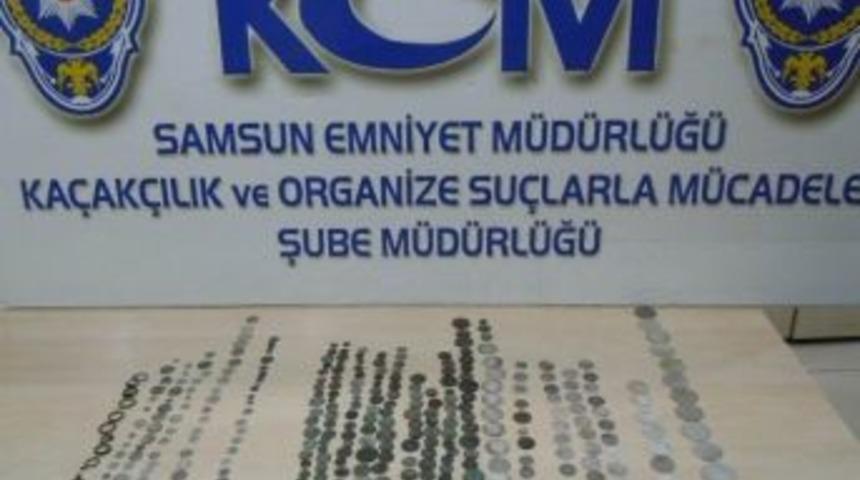 KOM
SAMSUN EMNİYET MÜDÜRLÜĞÜ
KAÇAKÇILIK ve ORGANİZE SUÇLARLA MÜCADELE
ŞUBE MÜDÜRLÜĞÜ